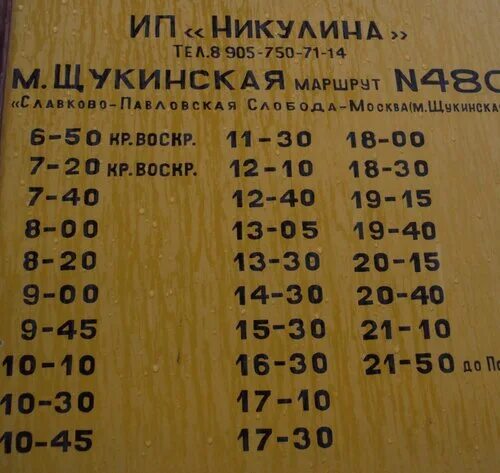 ИП «Никулина»
Тел. 8 905-750-71-14
м. Щукинская маршрут N480
«Славково-Павловская Слобода-Москва(м.Щукинска
6-50 кр. воскр. 11-30 18-00
7-20 кр. воскр. 12-10 18-30
7-40 12-40 19-15
8-00 13-05 19-40
8-20 13-30 20-15
9-00 14-30 20-40
9-45 15-30 21-10
10-10 16-30 21-50 до По
10-30 17-10
10-45 17-30